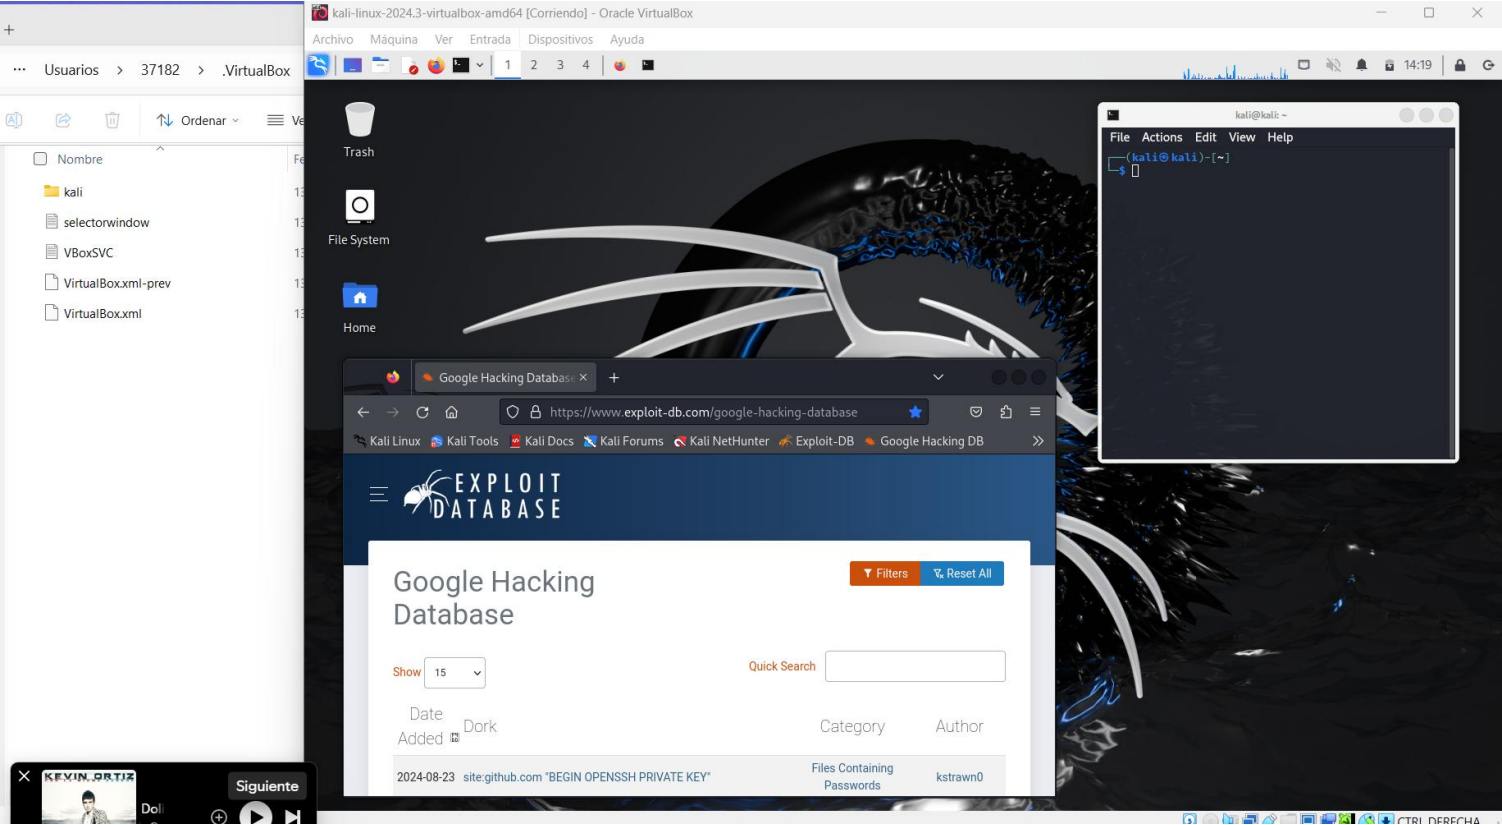 kali-linux-2024.3-virtualbox-amd64 [Corriendo] - Oracle VirtualBox
Archivo Máquina Ver Entrada Dispositivos Ayuda
1 2 3 4
14:19
··· Usuarios > 37182 > .VirtualBox
Ordenar
Ve
Nombre
Fe
kali
selectorwindow
VBoxSVC
VirtualBox.xml-prev
VirtualBox.xml
Trash
File System
Home
kali@kali: ~
File Actions Edit View Help
(kali㉿kali)-[~]
$
Google Hacking Database
https://www.exploit-db.com/google-hacking-database
Kali Linux Kali Tools Kali Docs Kali Forums Kali NetHunter Exploit-DB Google Hacking DB
EXPLOIT
DATABASE
Google Hacking
Database
Filters Reset All
Show 15
Quick Search
Date
Added Dork Category Author
2024-08-23 site:github.com "BEGIN OPENSSH PRIVATE KEY" Files Containing
Passwords kstrawn0
KEVIN ORTIZ
Siguiente
CTRL DERECHA